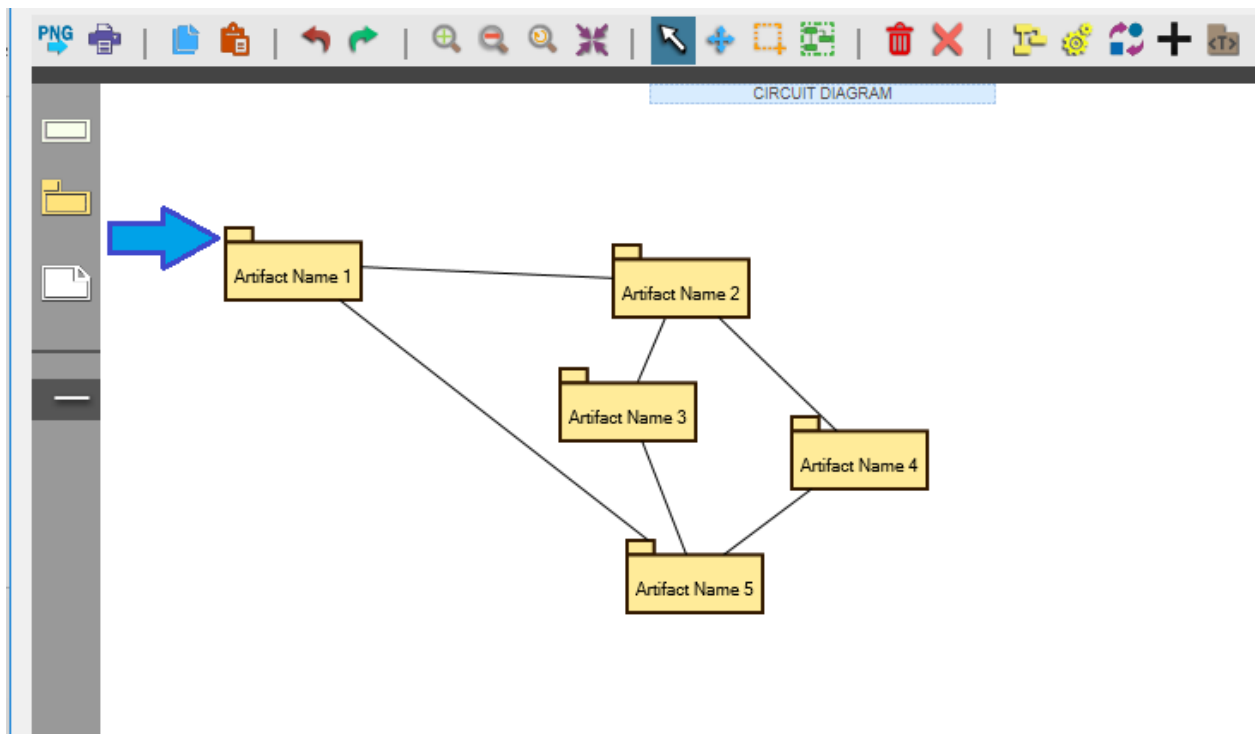 PNG
<T>
CIRCUIT DIAGRAM
Artifact Name 1
Artifact Name 2
Artifact Name 3
Artifact Name 4
Artifact Name 5